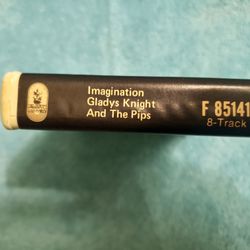 Imagination
Gladys Knight
And The Pips
F 85141
8-Track